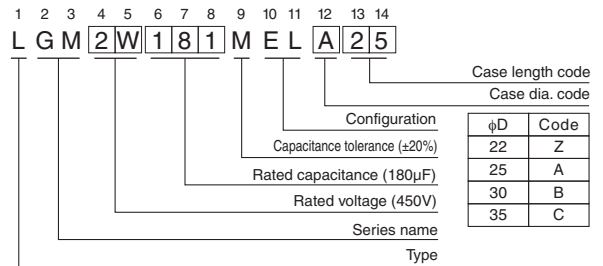 1 2 3 4 5 6 7 8 9 10 11 12 13 14
L G M 2 W 1 8 1 M E L A 2 5
Case length code
Case dia. code
Configuration
Capacitance tolerance (±20%)
Rated capacitance (180µF)
Rated voltage (450V)
Series name
Type
ϕD Code
22 Z
25 A
30 B
35 C